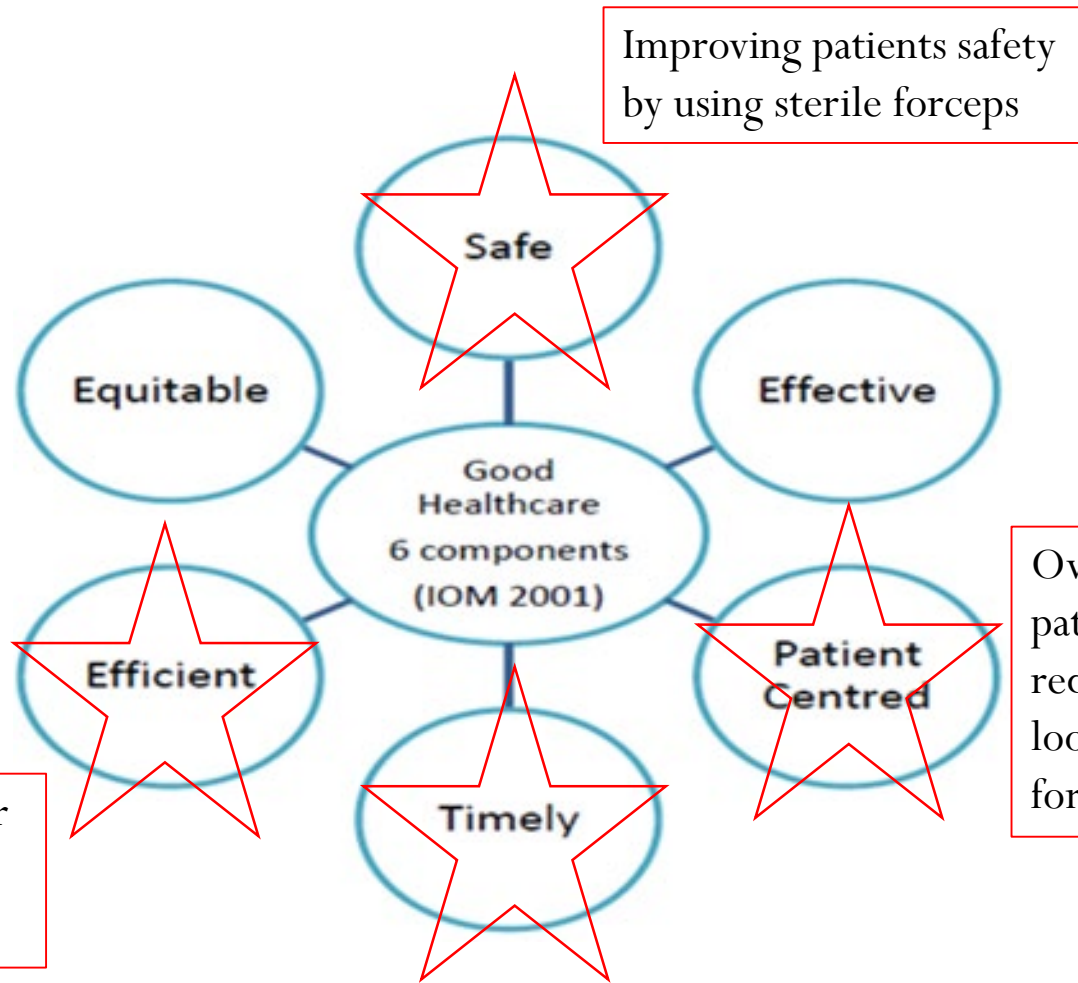 Improving patients safety
by using sterile forceps
Safe
Equitable
Effective
Good
Healthcare
6 components
(IOM 2001)
Efficient
Patient
Centred
Timely